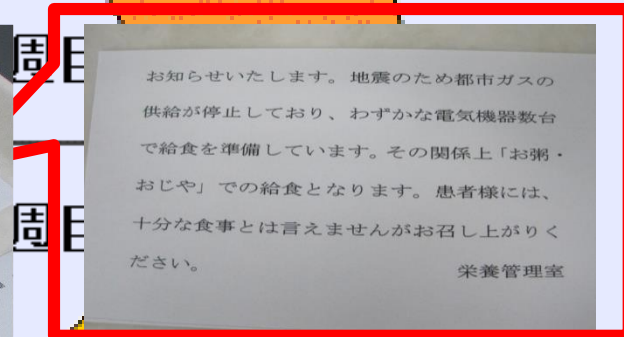 週目
週目
お知らせいたします。地震のため都市ガスの
供給が停止しており、わずかな電気機器数台
で給食を準備しています。その関係上「お粥・
おじや」での給食となります。患者様には、
十分な食事とは言えませんがお召し上がりく
ださい。
栄養管理室